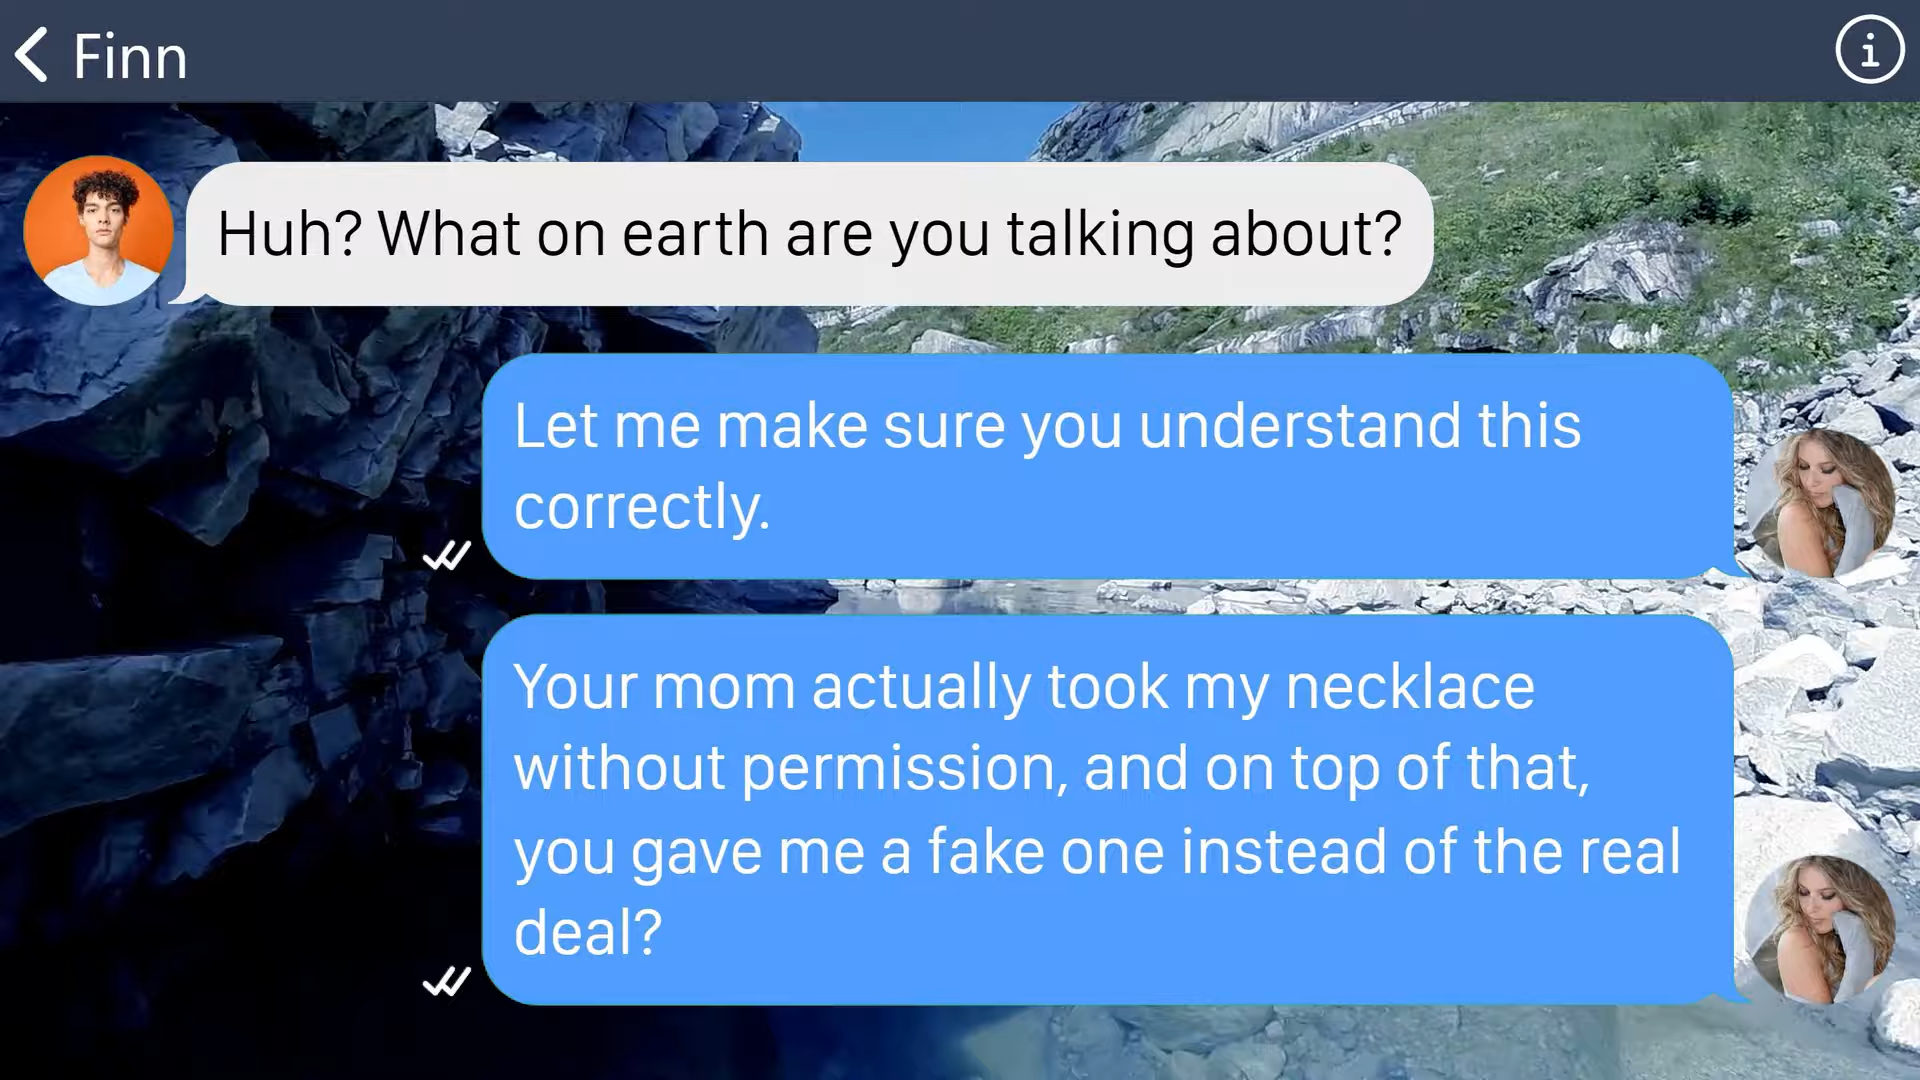 Finn
Huh? What on earth are you talking about?
Let me make sure you understand this
correctly.
Your mom actually took my necklace
without permission, and on top of that,
you gave me a fake one instead of the real
deal?